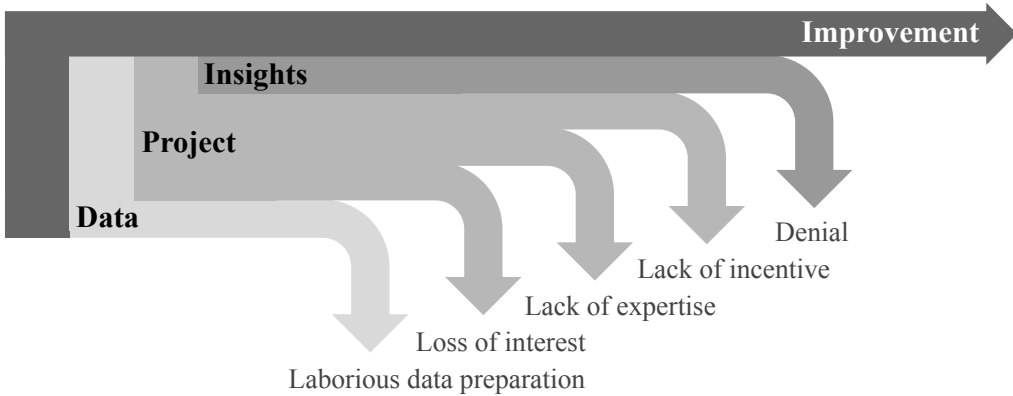 Improvement
Insights
Project
Data
Denial
Lack of incentive
Lack of expertise
Loss of interest
Laborious data preparation